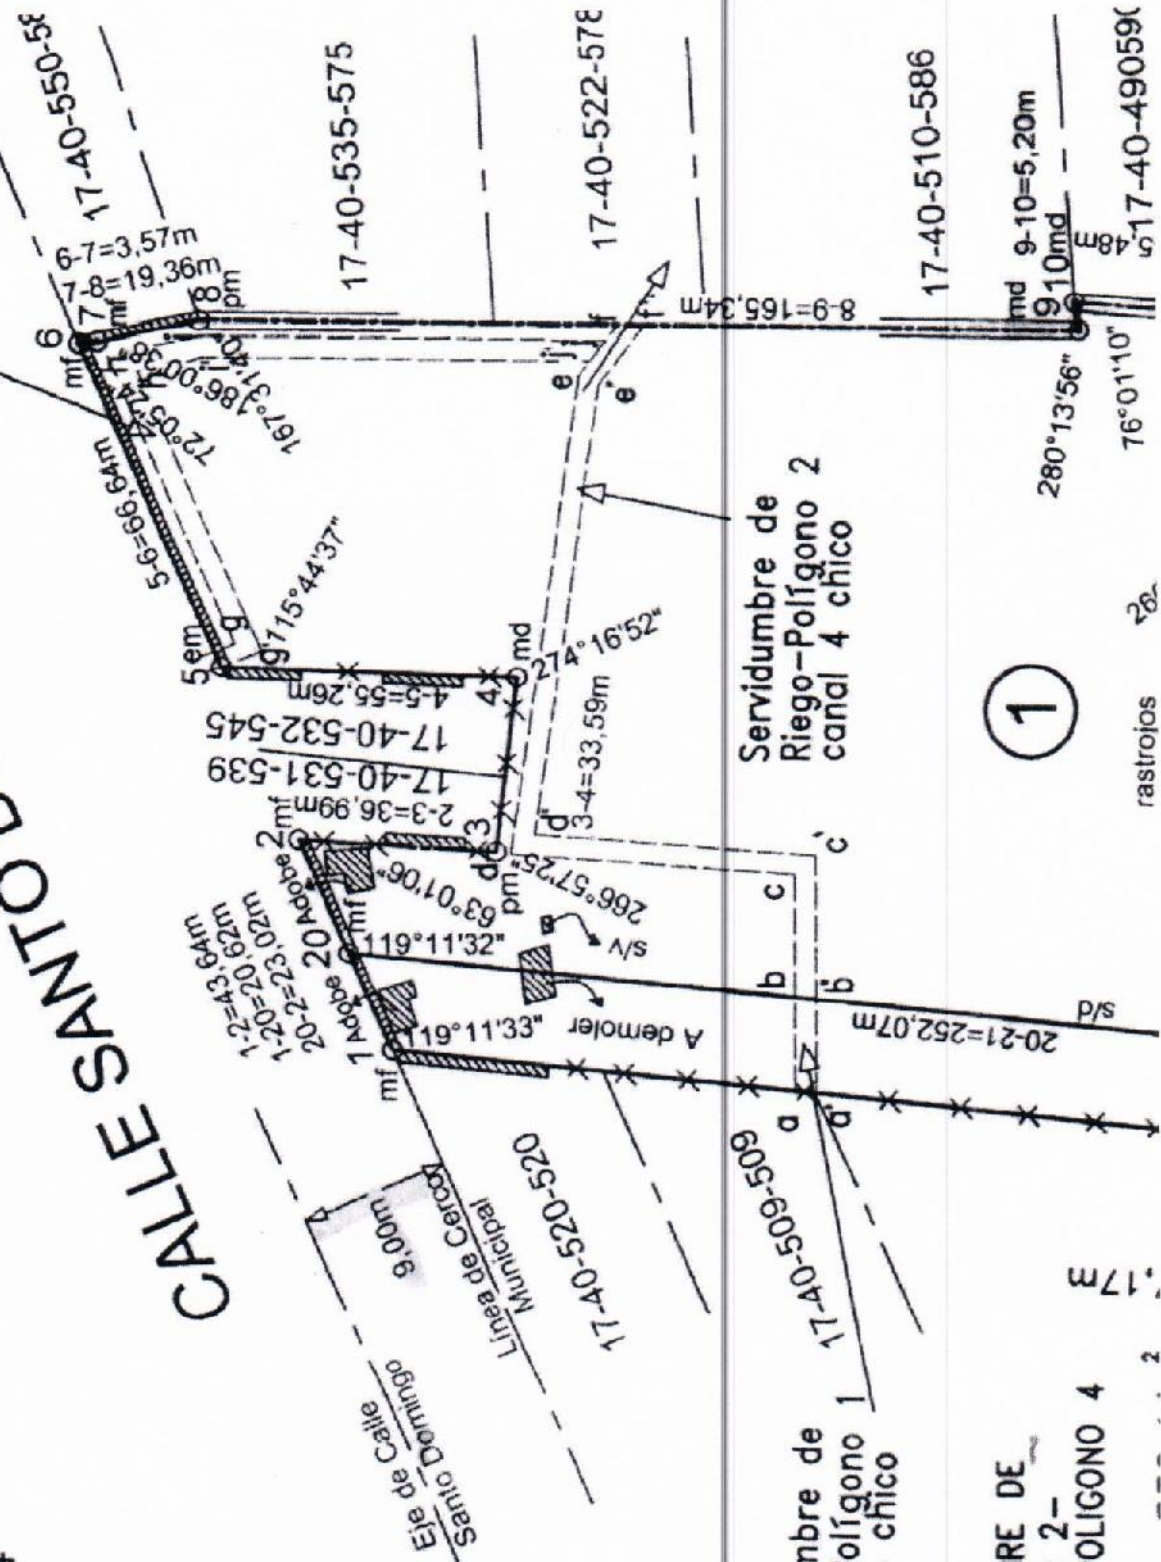 17-40-550-58
6-7=3,57m
7-8=19,36m
17-40-535-575
17-40-522-578
17-40-510-586
9-10=5,20m
17-40-49059(
5,48m
6
7
mf
mf
8
pm
8-9=165,34m
md
9
10md
280°13'56"
76°01'10"
5-6=66,64m
186°00'
167°31'40"
5em
g
g'
115°44'37"
4-5=55,26m
17-40-532-545
17-40-531-539
2-3=36,99m
4
md
274°16'52"
3-4=33,59m
e
e'
j'
f
f'
Servidumbre de
Riego-Polígono 2
canal 4 chico
1
rastrojos
CALLE SANTO D
1-2=43,64m
1-20=20,62m
20-2=23,02m
1 Adobe 20 Adobe 2
mf
mf
mf
63°01'06"
266°57'25"
d
3
pm
d'
c
c'
119°11'32"
119°11'33"
s/v
A demoler
b
b'
a
a'
20-21=252,07m
s/d
9,00m
Eje de Calle
Santo Domingo
Línea de Cerco
Municipal
17-40-520-520
17-40-509-509
mbre de
olígono 1
chico
RE DE
2-
OLIGONO 4
,17m
2